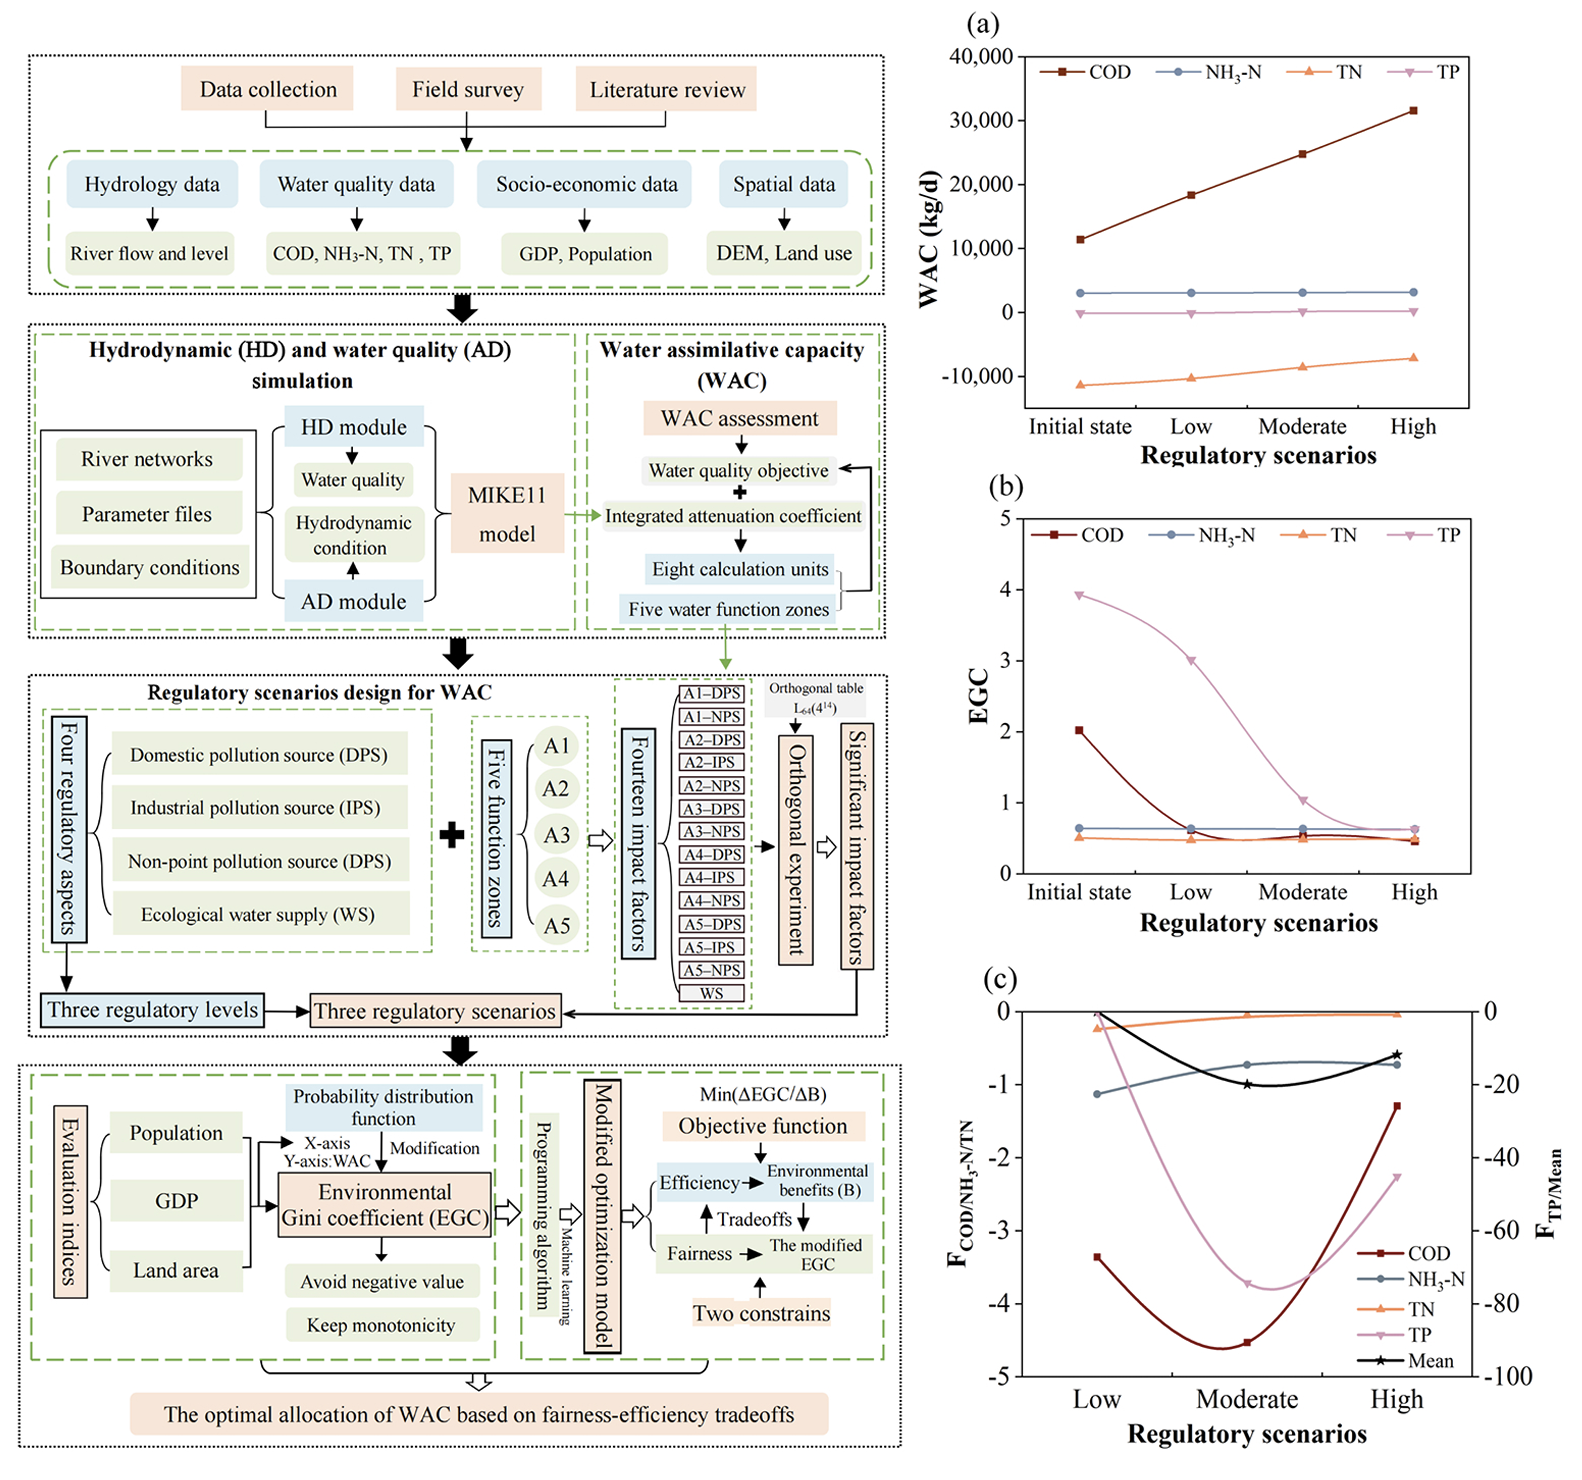 Data collection
Field survey
Literature review
Hydrology data
Water quality data
Socio-economic data
Spatial data
River flow and level
COD, NH₃-N, TN , TP
GDP, Population
DEM, Land use
Hydrodynamic (HD) and water quality (AD)
simulation
River networks
Parameter files
Boundary conditions
HD module
Water quality
Hydrodynamic
condition
AD module
MIKE11
model
Water assimilative capacity
(WAC)
WAC assessment
Water quality objective
+
Integrated attenuation coefficient
Eight calculation units
Five water function zones
Regulatory scenarios design for WAC
Four regulatory aspects
Domestic pollution source (DPS)
Industrial pollution source (IPS)
Non-point pollution source (DPS)
Ecological water supply (WS)
+
Five function zones
A1
A2
A3
A4
A5
Fourteen impact factors
A1–DPS
A1–NPS
A2–DPS
A2–IPS
A2–NPS
A3–DPS
A3–NPS
A4–DPS
A4–IPS
A4–NPS
A5–DPS
A5–IPS
A5–NPS
WS
Orthogonal table
L₆₄(4¹⁴)
Orthogonal experiment
Significant impact factors
Three regulatory levels
Three regulatory scenarios
Evaluation indices
Population
GDP
Land area
Probability distribution
function
X-axis
Y-axis:WAC
Modification
Environmental
Gini coefficient (EGC)
Avoid negative value
Keep monotonicity
Programming algorithm
Machine learning
Modified optimization model
Min(ΔEGC/ΔB)
Objective function
Efficiency
Environmental
benefits (B)
Tradeoffs
Fairness
The modified
EGC
Two constrains
The optimal allocation of WAC based on fairness-efficiency tradeoffs
(a)
40,000
30,000
20,000
10,000
0
-10,000
WAC (kg/d)
COD
NH₃-N
TN
TP
Initial state
Low
Moderate
High
Regulatory scenarios
(b)
5
4
3
2
1
0
EGC
COD
NH₃-N
TN
TP
Initial state
Low
Moderate
High
Regulatory scenarios
(c)
0
-1
-2
-3
-4
-5
F COD/NH₃-N/TN
0
-20
-40
-60
-80
-100
F TP/Mean
COD
NH₃-N
TN
TP
Mean
Low
Moderate
High
Regulatory scenarios